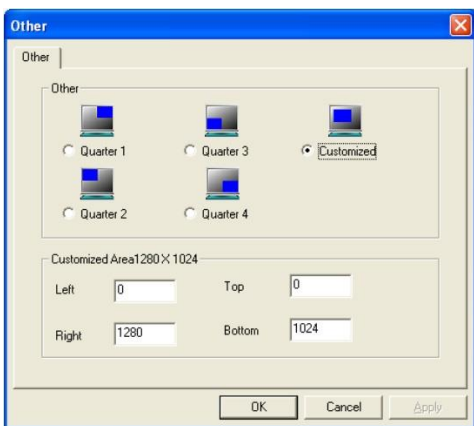 Other
Other
Other
Quarter 1
Quarter 3
Customized
Quarter 2
Quarter 4
Customized Area1280 X 1024
Left 0 Top 0
Right 1280 Bottom 1024
OK Cancel Apply